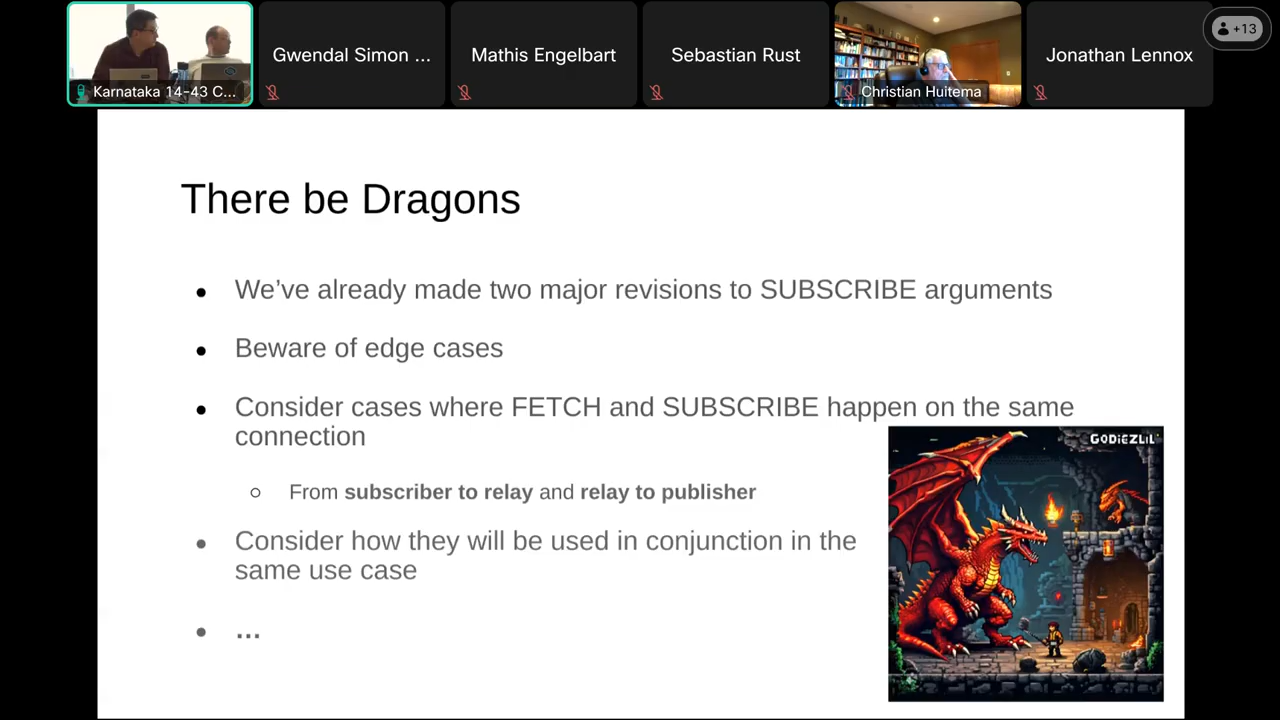 Karnataka 14-43 C...
Gwendal Simon ...
Mathis Engelbart
Sebastian Rust
Christian Huitema
Jonathan Lennox
+13
There be Dragons
We’ve already made two major revisions to SUBSCRIBE arguments
Beware of edge cases
Consider cases where FETCH and SUBSCRIBE happen on the same
connection
From subscriber to relay and relay to publisher
Consider how they will be used in conjunction in the
same use case
...
GODIEZLIL'